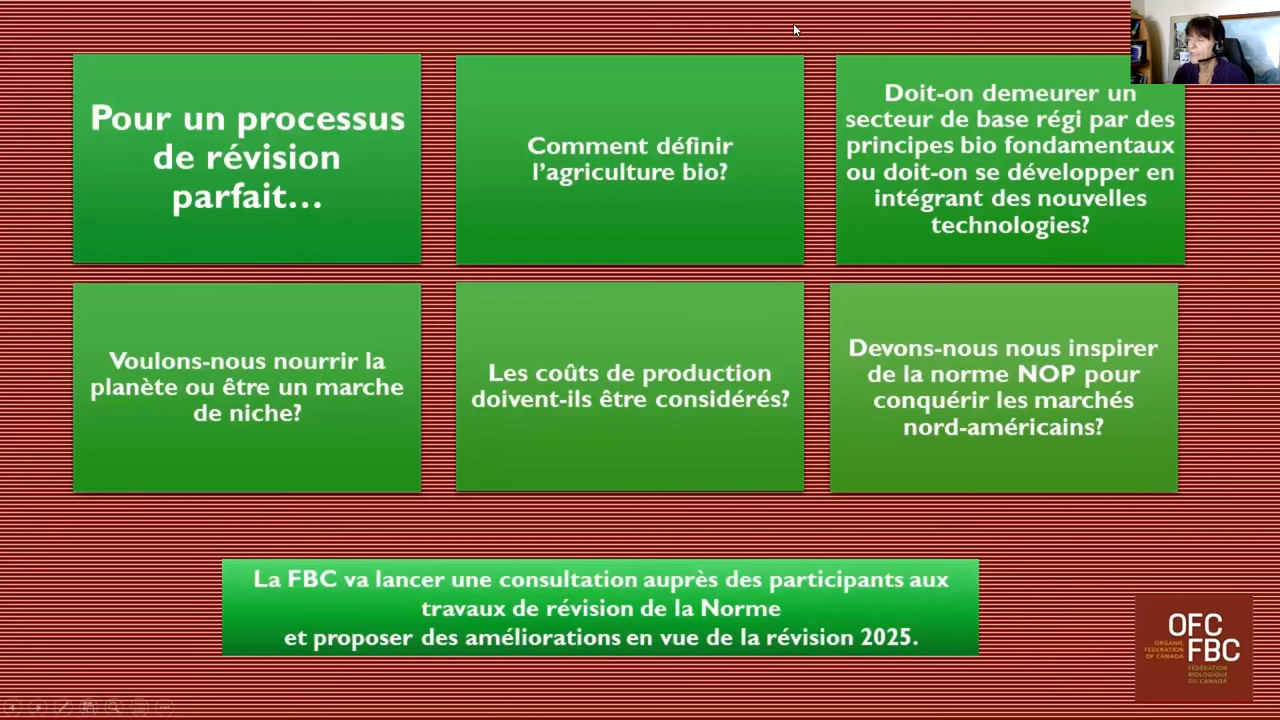 Pour un processus
de révision
parfait…
Comment définir
l’agriculture bio?
Doit-on demeurer un
secteur de base régi par des
principes bio fondamentaux
ou doit-on se développer en
intégrant des nouvelles
technologies?
Voulons-nous nourrir la
planète ou être un marche
de niche?
Les coûts de production
doivent-ils être considérés?
Devons-nous nous inspirer
de la norme NOP pour
conquérir les marchés
nord-américains?
La FBC va lancer une consultation auprès des participants aux
travaux de révision de la Norme
et proposer des améliorations en vue de la révision 2025.
OFC
ORGANIC
FEDERATION
OF CANADA
FBC
FÉDÉRATION
BIOLOGIQUE
DU CANADA